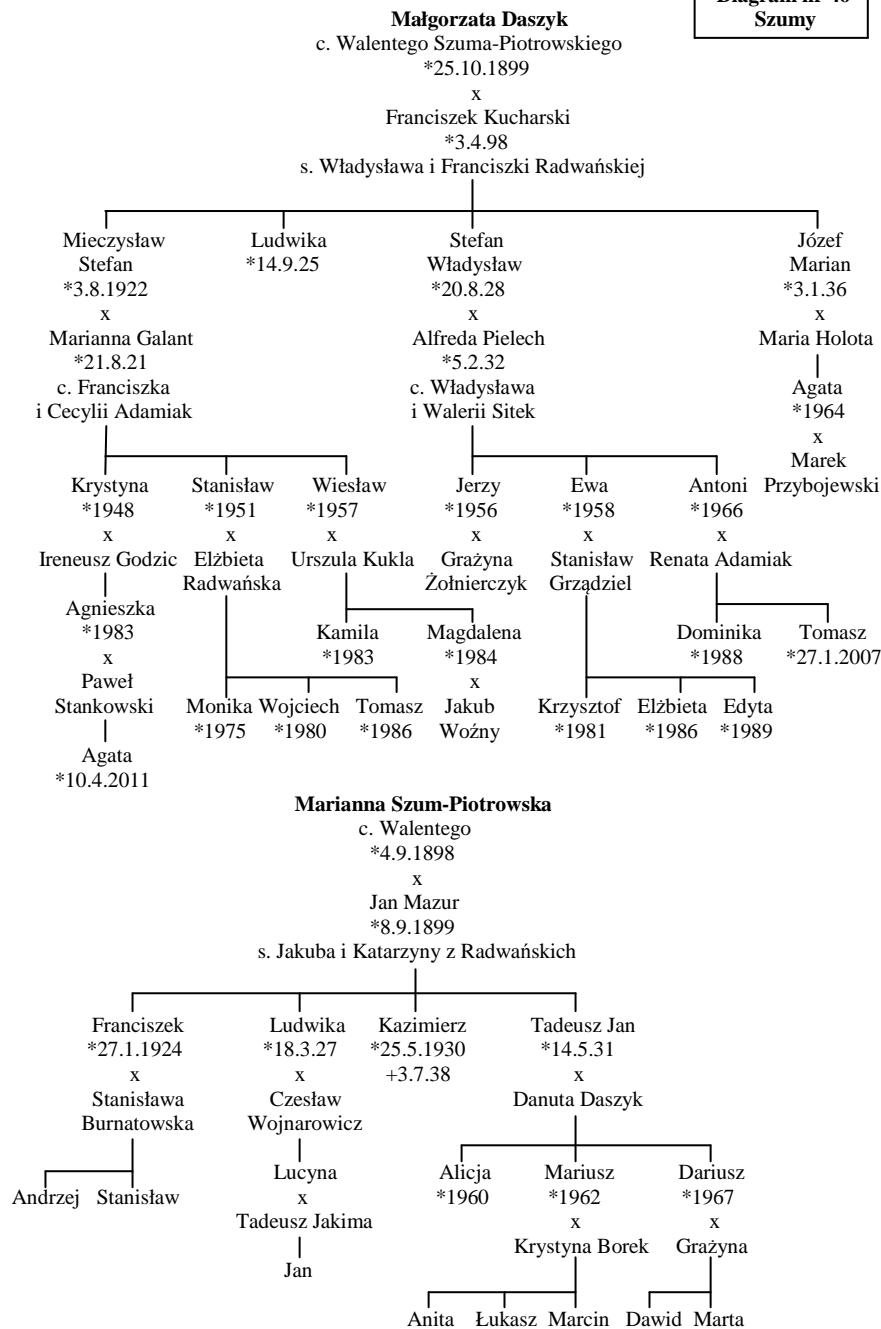 Szumy
Małgorzata Daszyk
c. Walentego Szuma-Piotrowskiego
*25.10.1899
x
Franciszek Kucharski
*3.4.98
s. Władysława i Franciszki Radwańskiej
Mieczysław
Stefan
*3.8.1922
x
Marianna Galant
*21.8.21
c. Franciszka
i Cecylii Adamiak
Ludwika
*14.9.25
Stefan
Władysław
*20.8.28
x
Alfreda Pielech
*5.2.32
c. Władysława
i Walerii Sitek
Józef
Marian
*3.1.36
x
Maria Holota
Agata
*1964
x
Marek
Przybojewski
Krystyna
*1948
x
Ireneusz Godzic
Agnieszka
*1983
x
Paweł
Stankowski
Agata
*10.4.2011
Stanisław
*1951
x
Elżbieta
Radwańska
Monika
*1975
Wojciech
*1980
Tomasz
*1986
Wiesław
*1957
x
Urszula Kukla
Kamila
*1983
Magdalena
*1984
x
Jakub
Woźny
Jerzy
*1956
x
Grażyna
Żołnierczyk
Ewa
*1958
x
Stanisław
Grządziel
Krzysztof
*1981
Elżbieta
*1986
Edyta
*1989
Antoni
*1966
x
Renata Adamiak
Dominika
*1988
Tomasz
*27.1.2007
Marianna Szum-Piotrowska
c. Walentego
*4.9.1898
x
Jan Mazur
*8.9.1899
s. Jakuba i Katarzyny z Radwańskich
Franciszek
*27.1.1924
x
Stanisława
Burnatowska
Andrzej
Stanisław
Ludwika
*18.3.27
x
Czesław
Wojnarowicz
Lucyna
x
Tadeusz Jakima
Jan
Kazimierz
*25.5.1930
+3.7.38
Tadeusz Jan
*14.5.31
x
Danuta Daszyk
Alicja
*1960
Mariusz
*1962
x
Krystyna Borek
Anita
Łukasz
Marcin
Dariusz
*1967
x
Grażyna
Dawid
Marta